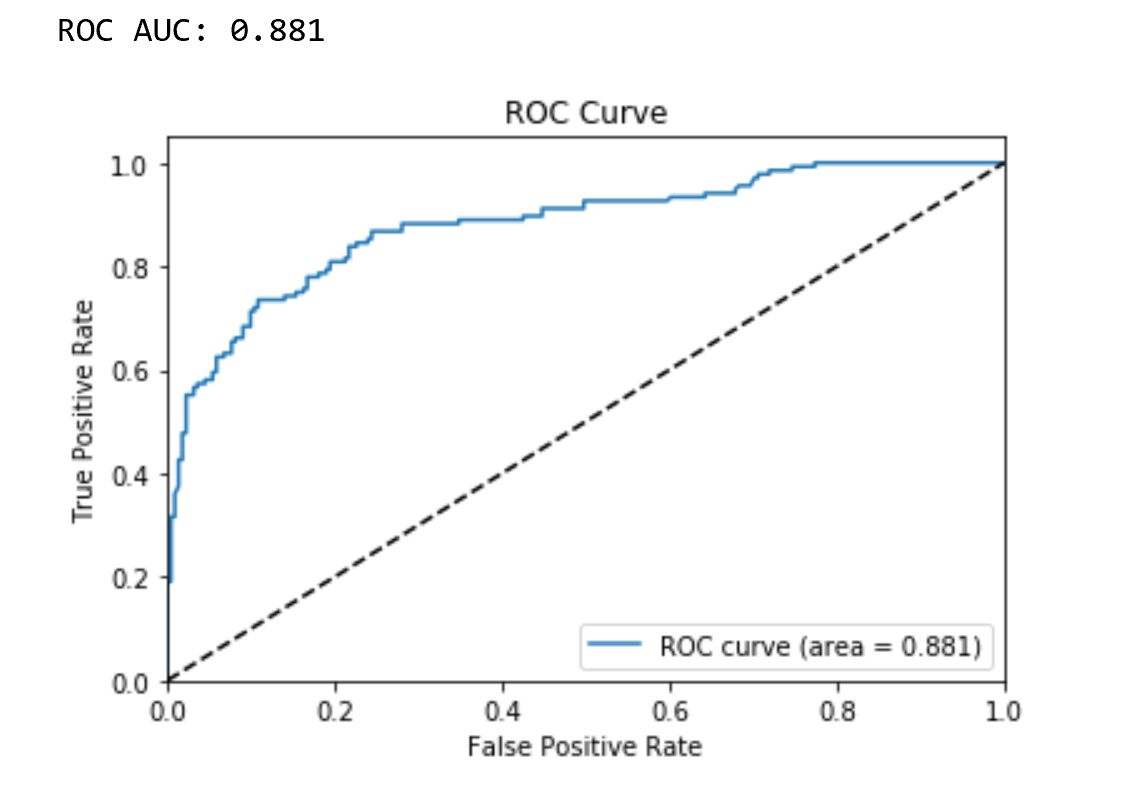 ROC AUC: 0.881
ROC Curve
True Positive Rate
1.0
0.8
0.6
0.4
0.2
0.0
ROC curve (area = 0.881)
0.0 0.2 0.4 0.6 0.8 1.0
False Positive Rate